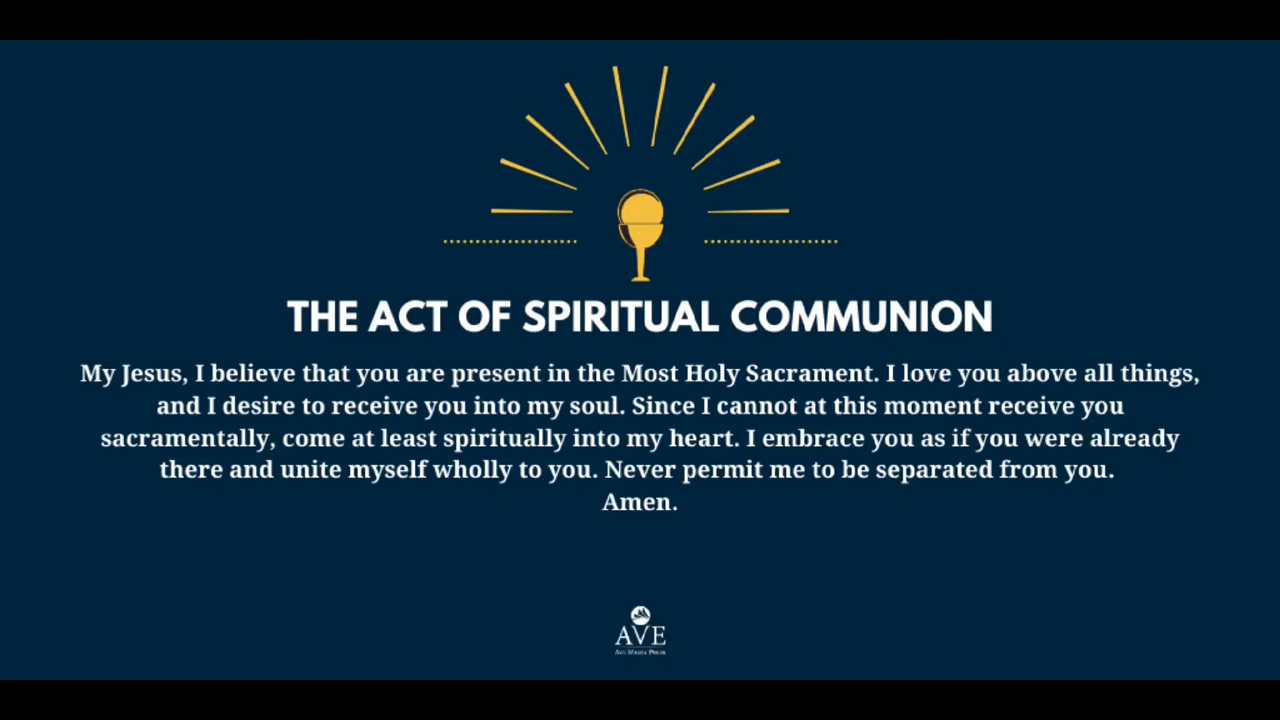 THE ACT OF SPIRITUAL COMMUNION
My Jesus, I believe that you are present in the Most Holy Sacrament. I love you above all things,
and I desire to receive you into my soul. Since I cannot at this moment receive you
sacramentally, come at least spiritually into my heart. I embrace you as if you were already
there and unite myself wholly to you. Never permit me to be separated from you.
Amen.
AVE
Ave Maria Press